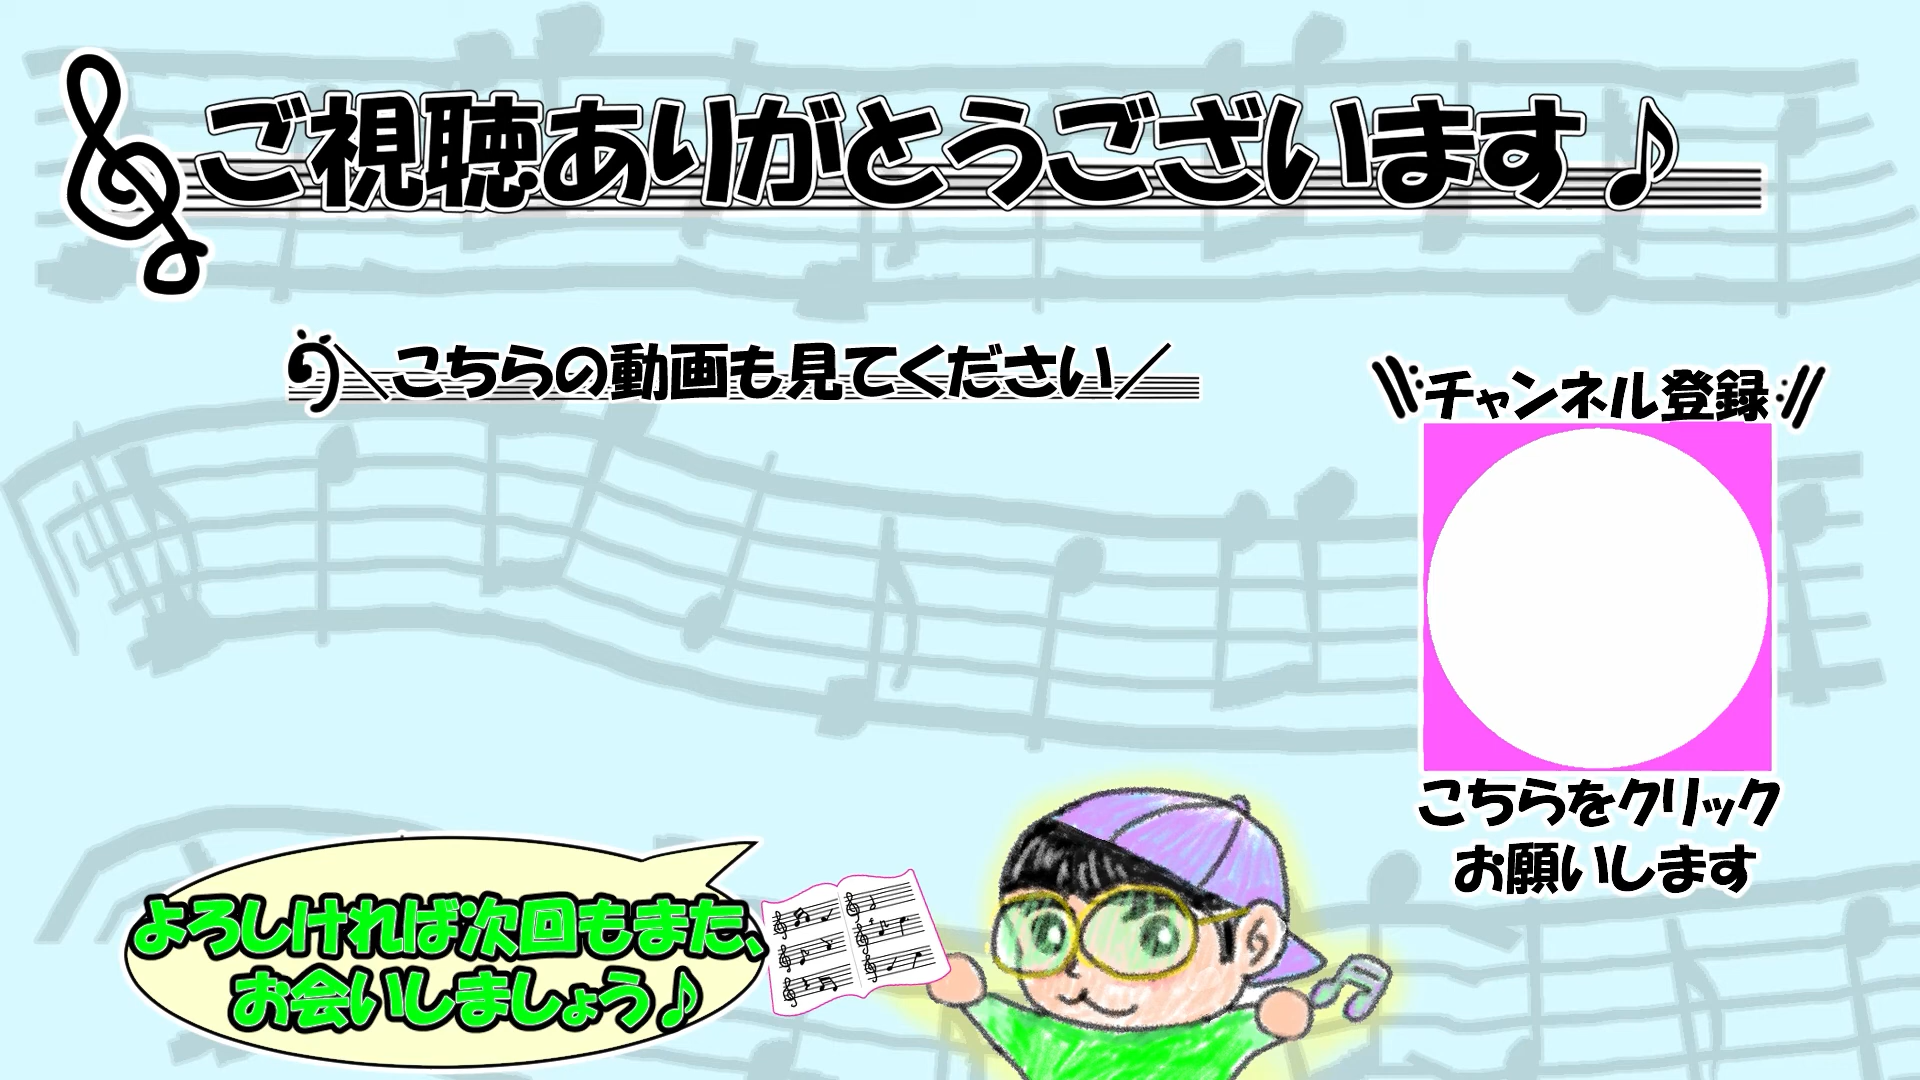 ご視聴ありがとうございます♪
＼こちらの動画も見てください／
チャンネル登録
こちらをクリック
お願いします
よろしければ次回もまた、
お会いしましょう♪